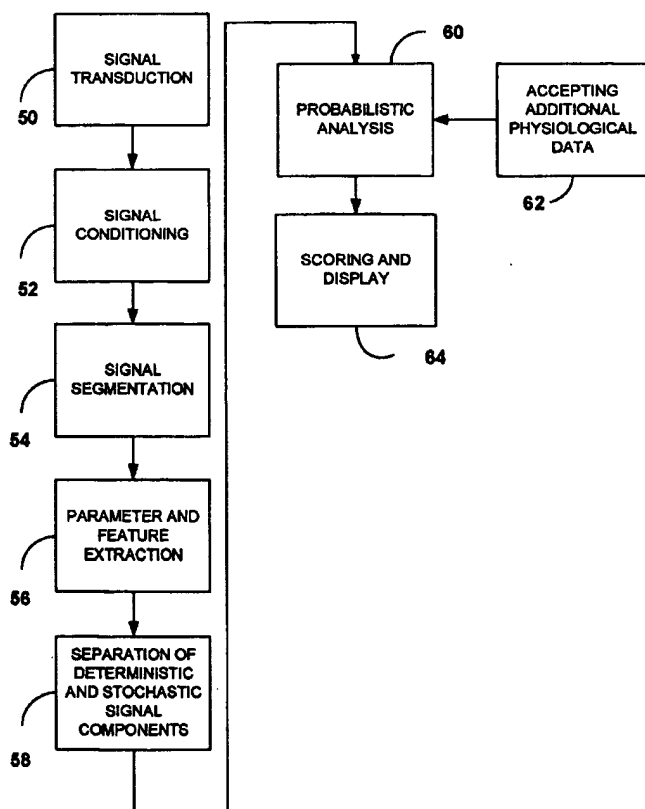 SIGNAL
TRANSDUCTION
50
SIGNAL
CONDITIONING
52
SIGNAL
SEGMENTATION
54
PARAMETER AND
FEATURE
EXTRACTION
56
SEPARATION OF
DETERMINISTIC
AND STOCHASTIC
SIGNAL
COMPONENTS
58
60
PROBABILISTIC
ANALYSIS
ACCEPTING
ADDITIONAL
PHYSIOLOGICAL
DATA
62
SCORING AND
DISPLAY
64